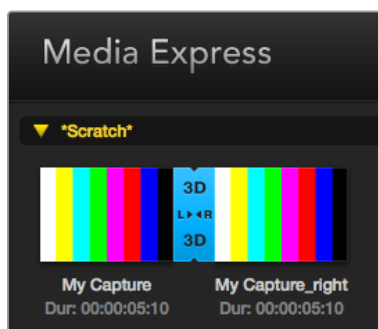 Media Express
*Scratch*
3D
L R
3D
My Capture My Capture_right
Dur: 00:00:05:10 Dur: 00:00:05:10